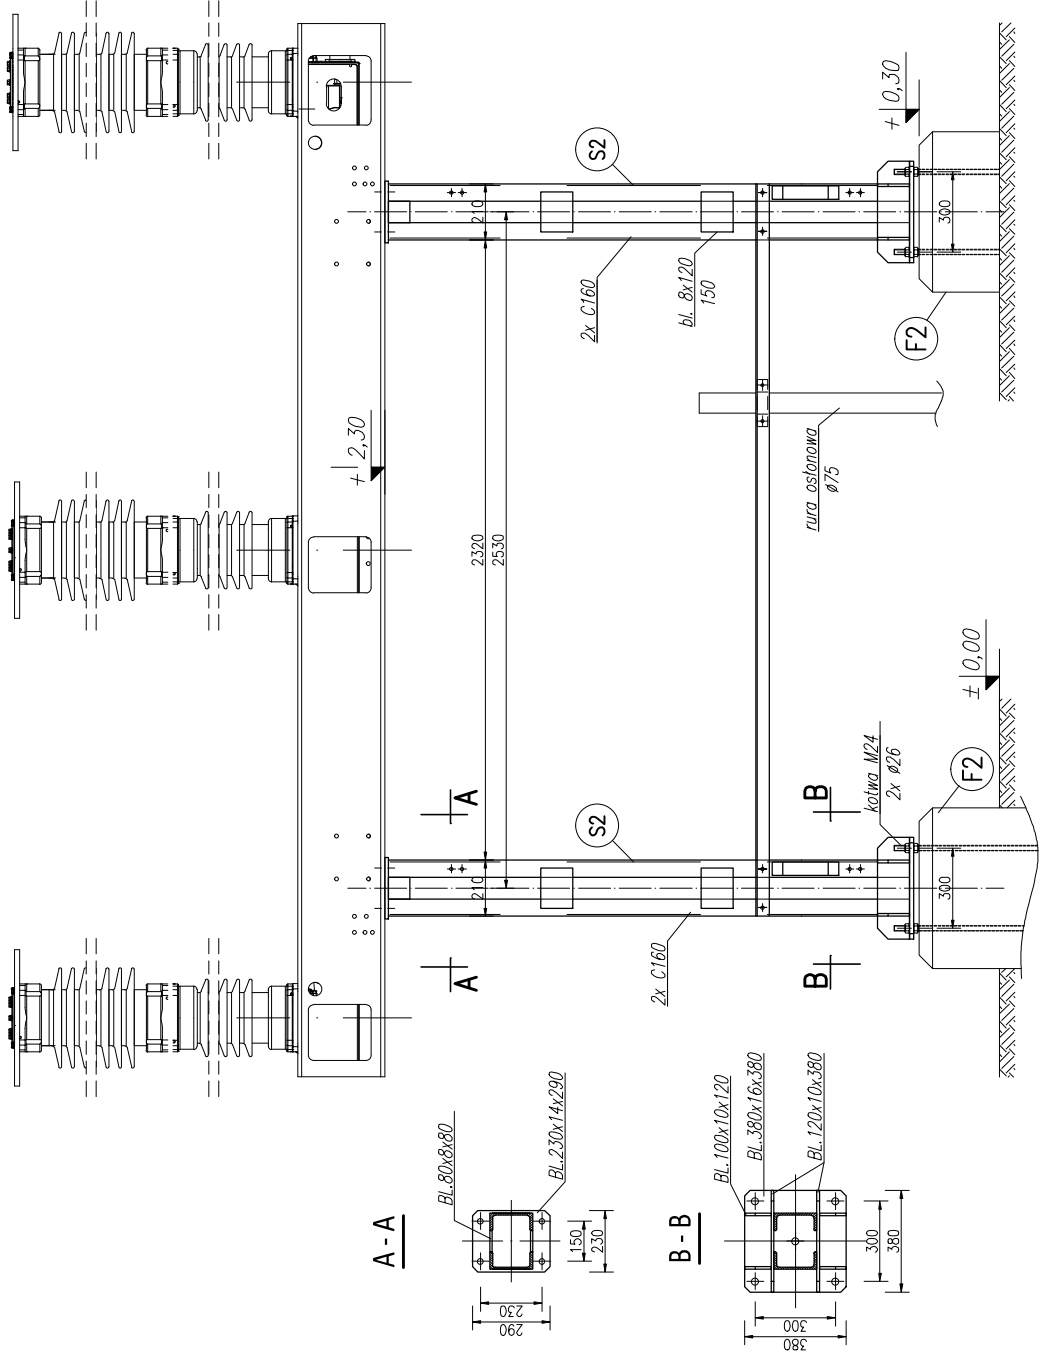 + 0,30
S2
210
300
2x C160
bl. 8x120
150
F2
+ 2,30
rura osłonowa
ø75
2320
2530
± 0,00
kotwa M24
2x ø26
F2
A
B
S2
210
300
A
B
2x C160
A - A
BL.80x8x80
BL.230x14x290
150
230
230
290
B - B
BL.100x10x120
BL.380x16x380
BL.120x10x380
300
380
300
380